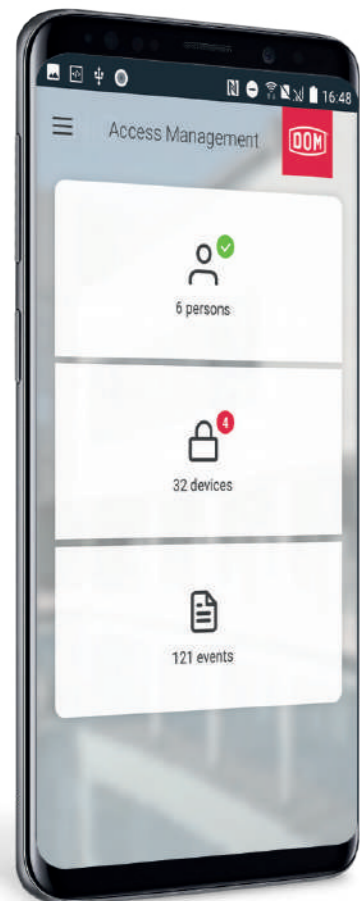 16:48
Access Management
DOM
6 persons
4
32 devices
121 events